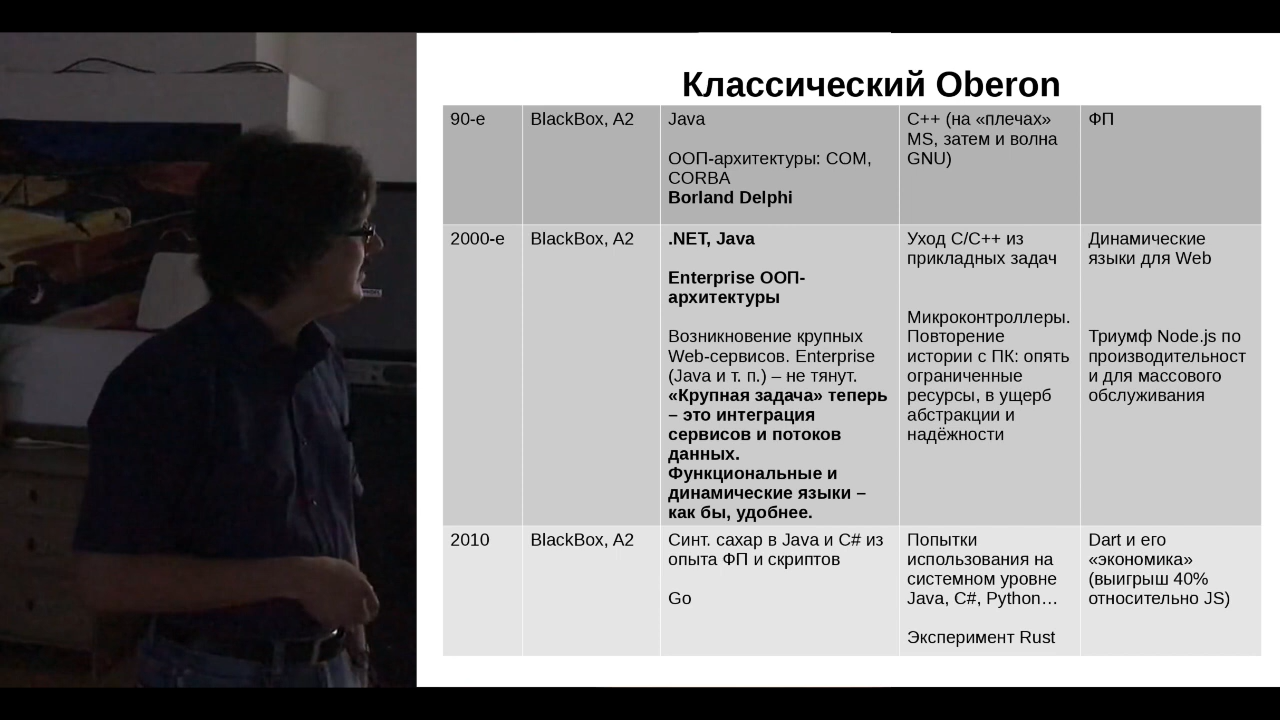 Классический Oberon
90-е
BlackBox, A2
Java
ООП-архитектуры: COM,
CORBA
Borland Delphi
C++ (на «плечах»
MS, затем и волна
GNU)
ФП
2000-е
BlackBox, A2
.NET, Java
Enterprise ООП-
архитектуры
Возникновение крупных
Web-сервисов. Enterprise
(Java и т. п.) – не тянут.
«Крупная задача» теперь
– это интеграция
сервисов и потоков
данных.
Функциональные и
динамические языки –
как бы, удобнее.
Уход C/C++ из
прикладных задач
Микроконтроллеры.
Повторение
истории с ПК: опять
ограниченные
ресурсы, в ущерб
абстракции и
надёжности
Динамические
языки для Web
Триумф Node.js по
производительност
и для массового
обслуживания
2010
BlackBox, A2
Синт. сахар в Java и C# из
опыта ФП и скриптов
Go
Попытки
использования на
системном уровне
Java, C#, Python…
Эксперимент Rust
Dart и его
«экономика»
(выигрыш 40%
относительно JS)